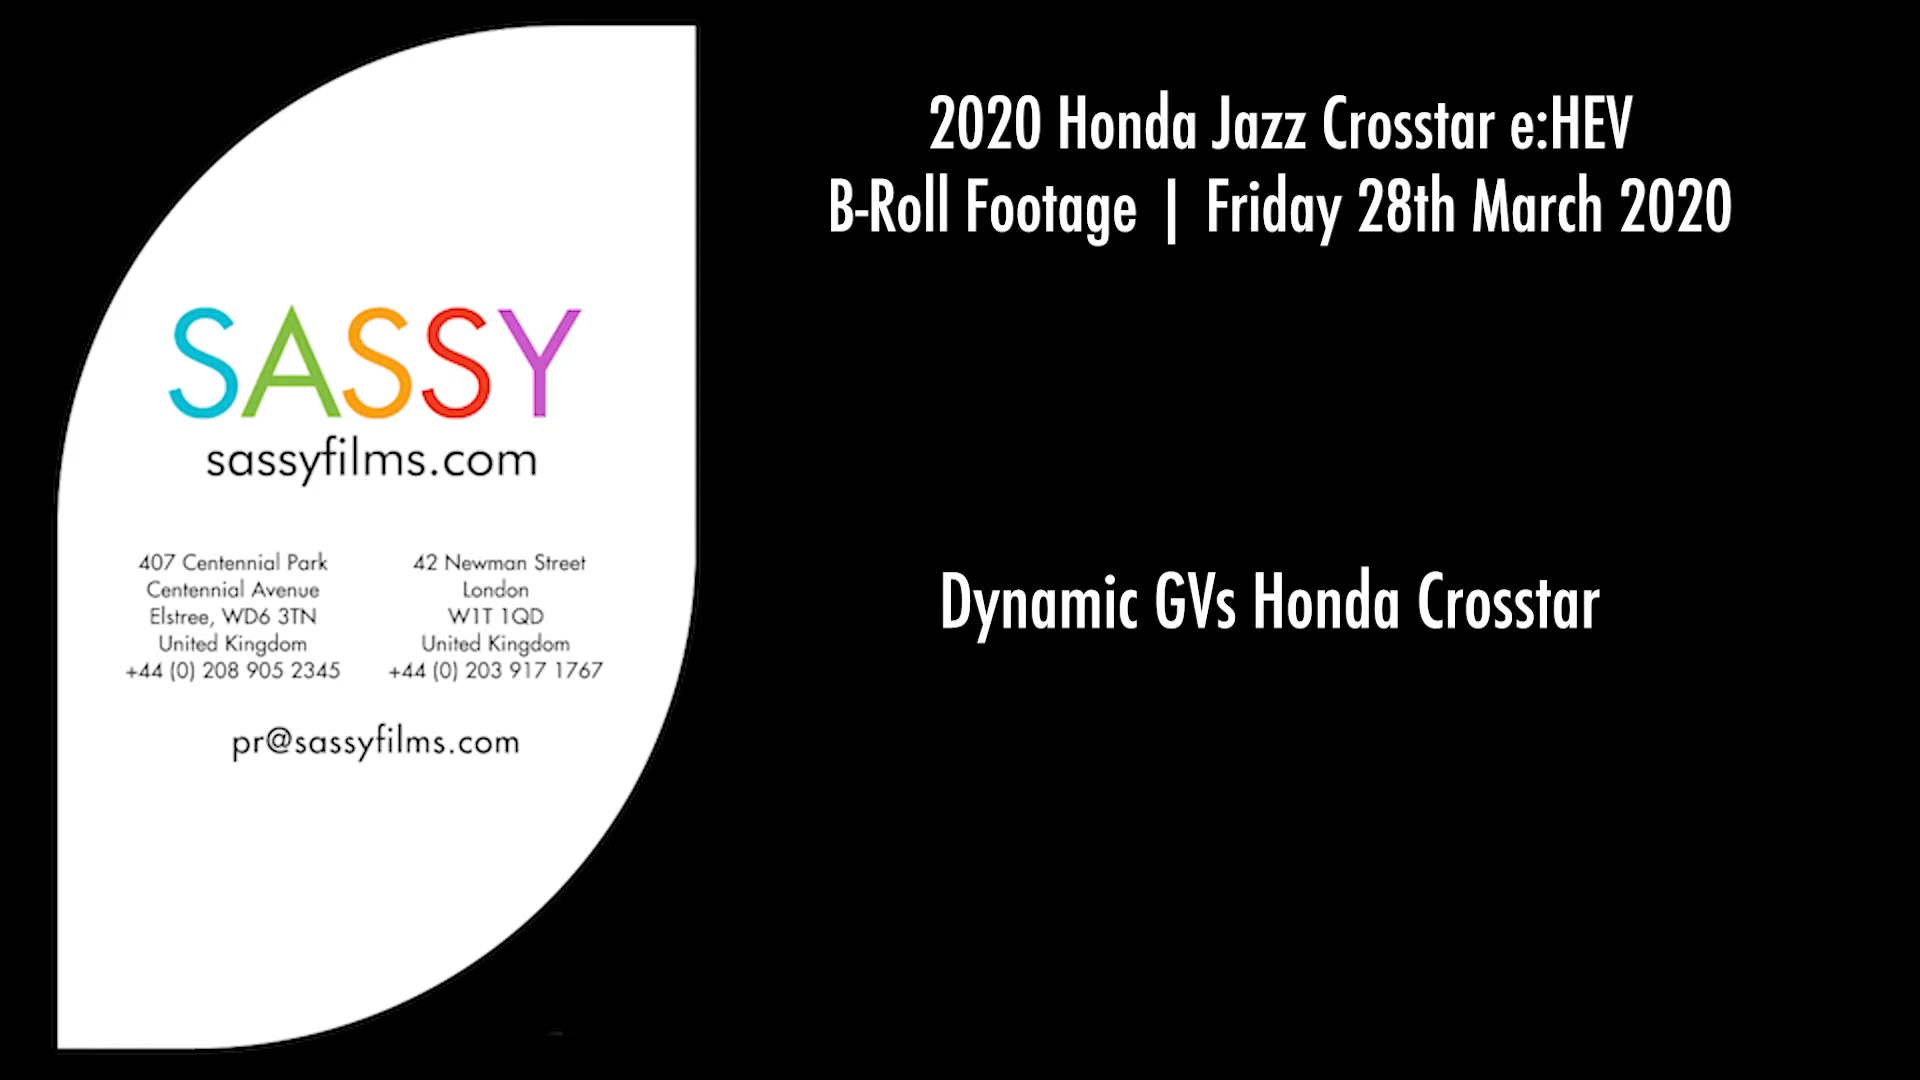 SASSY
sassyfilms.com
407 Centennial Park
Centennial Avenue
Elstree, WD6 3TN
United Kingdom
+44 (0) 208 905 2345
42 Newman Street
London
W1T 1QD
United Kingdom
+44 (0) 203 917 1767
pr@sassyfilms.com
2020 Honda Jazz Crosstar e:HEV
B-Roll Footage | Friday 28th March 2020
Dynamic GVs Honda Crosstar